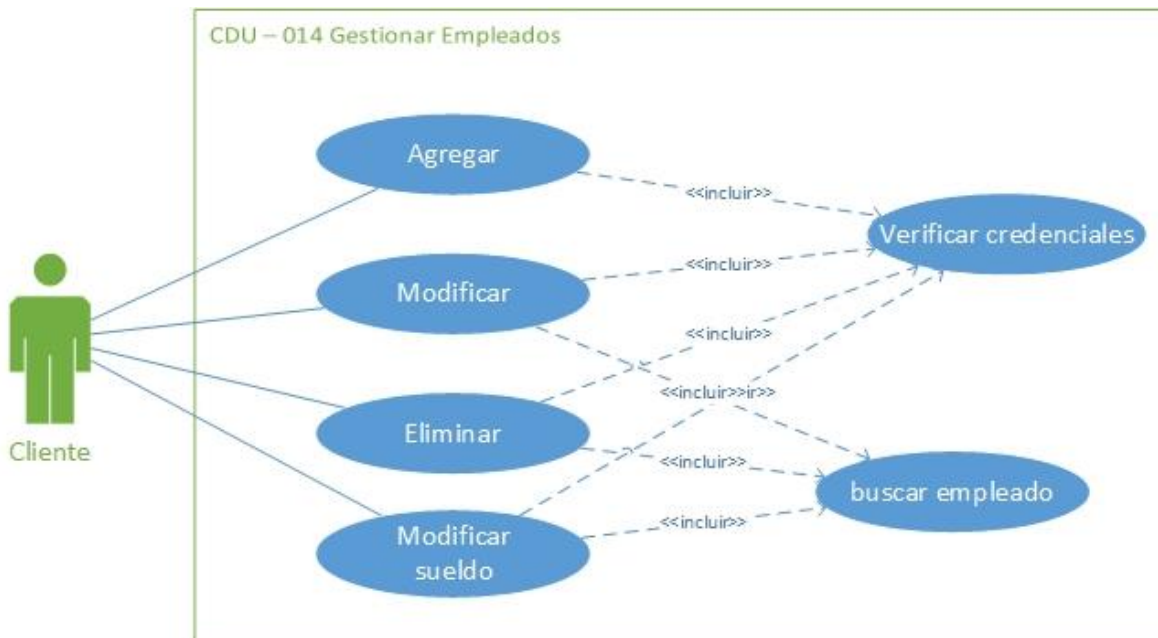 CDU – 014 Gestionar Empleados
Agregar
<<incluir>>
Verificar credenciales
Modificar
<<incluir>>
<<incluir>>
<<incluir>>ir>>
Cliente
Eliminar
<<incluir>>
buscar empleado
<<incluir>>
Modificar
sueldo